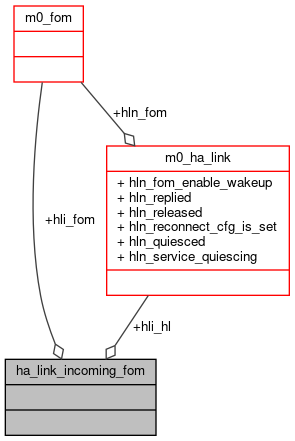 m0_fom
+hln_fom
m0_ha_link
+ hln_fom_enable_wakeup
+ hln_replied
+ hln_released
+ hln_reconnect_cfg_is_set
+ hln_quiesced
+ hln_service_quiescing
+hli_fom
+hli_hl
ha_link_incoming_fom